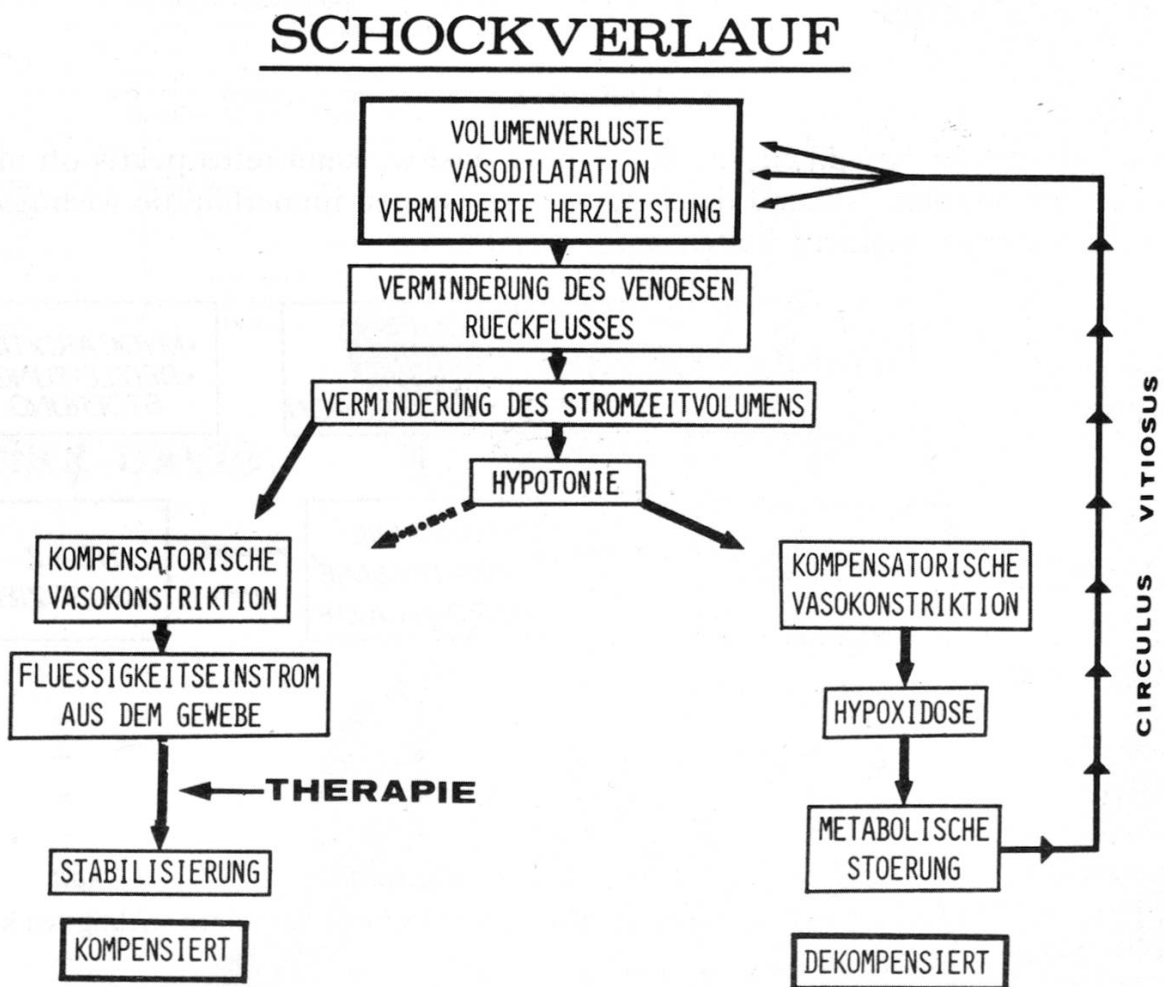 SCHOCKVERLAUF
VOLUMENVERLUSTE
VASODILATATION
VERMINDERTE HERZLEISTUNG
VERMINDERUNG DES VENOESEN
RUECKFLUSSES
VERMINDERUNG DES STROMZEITVOLUMENS
HYPOTONIE
KOMPENSATORISCHE
VASOKONSTRIKTION
FLUESSIGKEITSEINSTROM
AUS DEM GEWEBE
THERAPIE
STABILISIERUNG
KOMPENSIERT
KOMPENSATORISCHE
VASOKONSTRIKTION
HYPOXIDOSE
METABOLISCHE
STOERUNG
DEKOMPENSIERT
CIRCULUS VITIOSUS